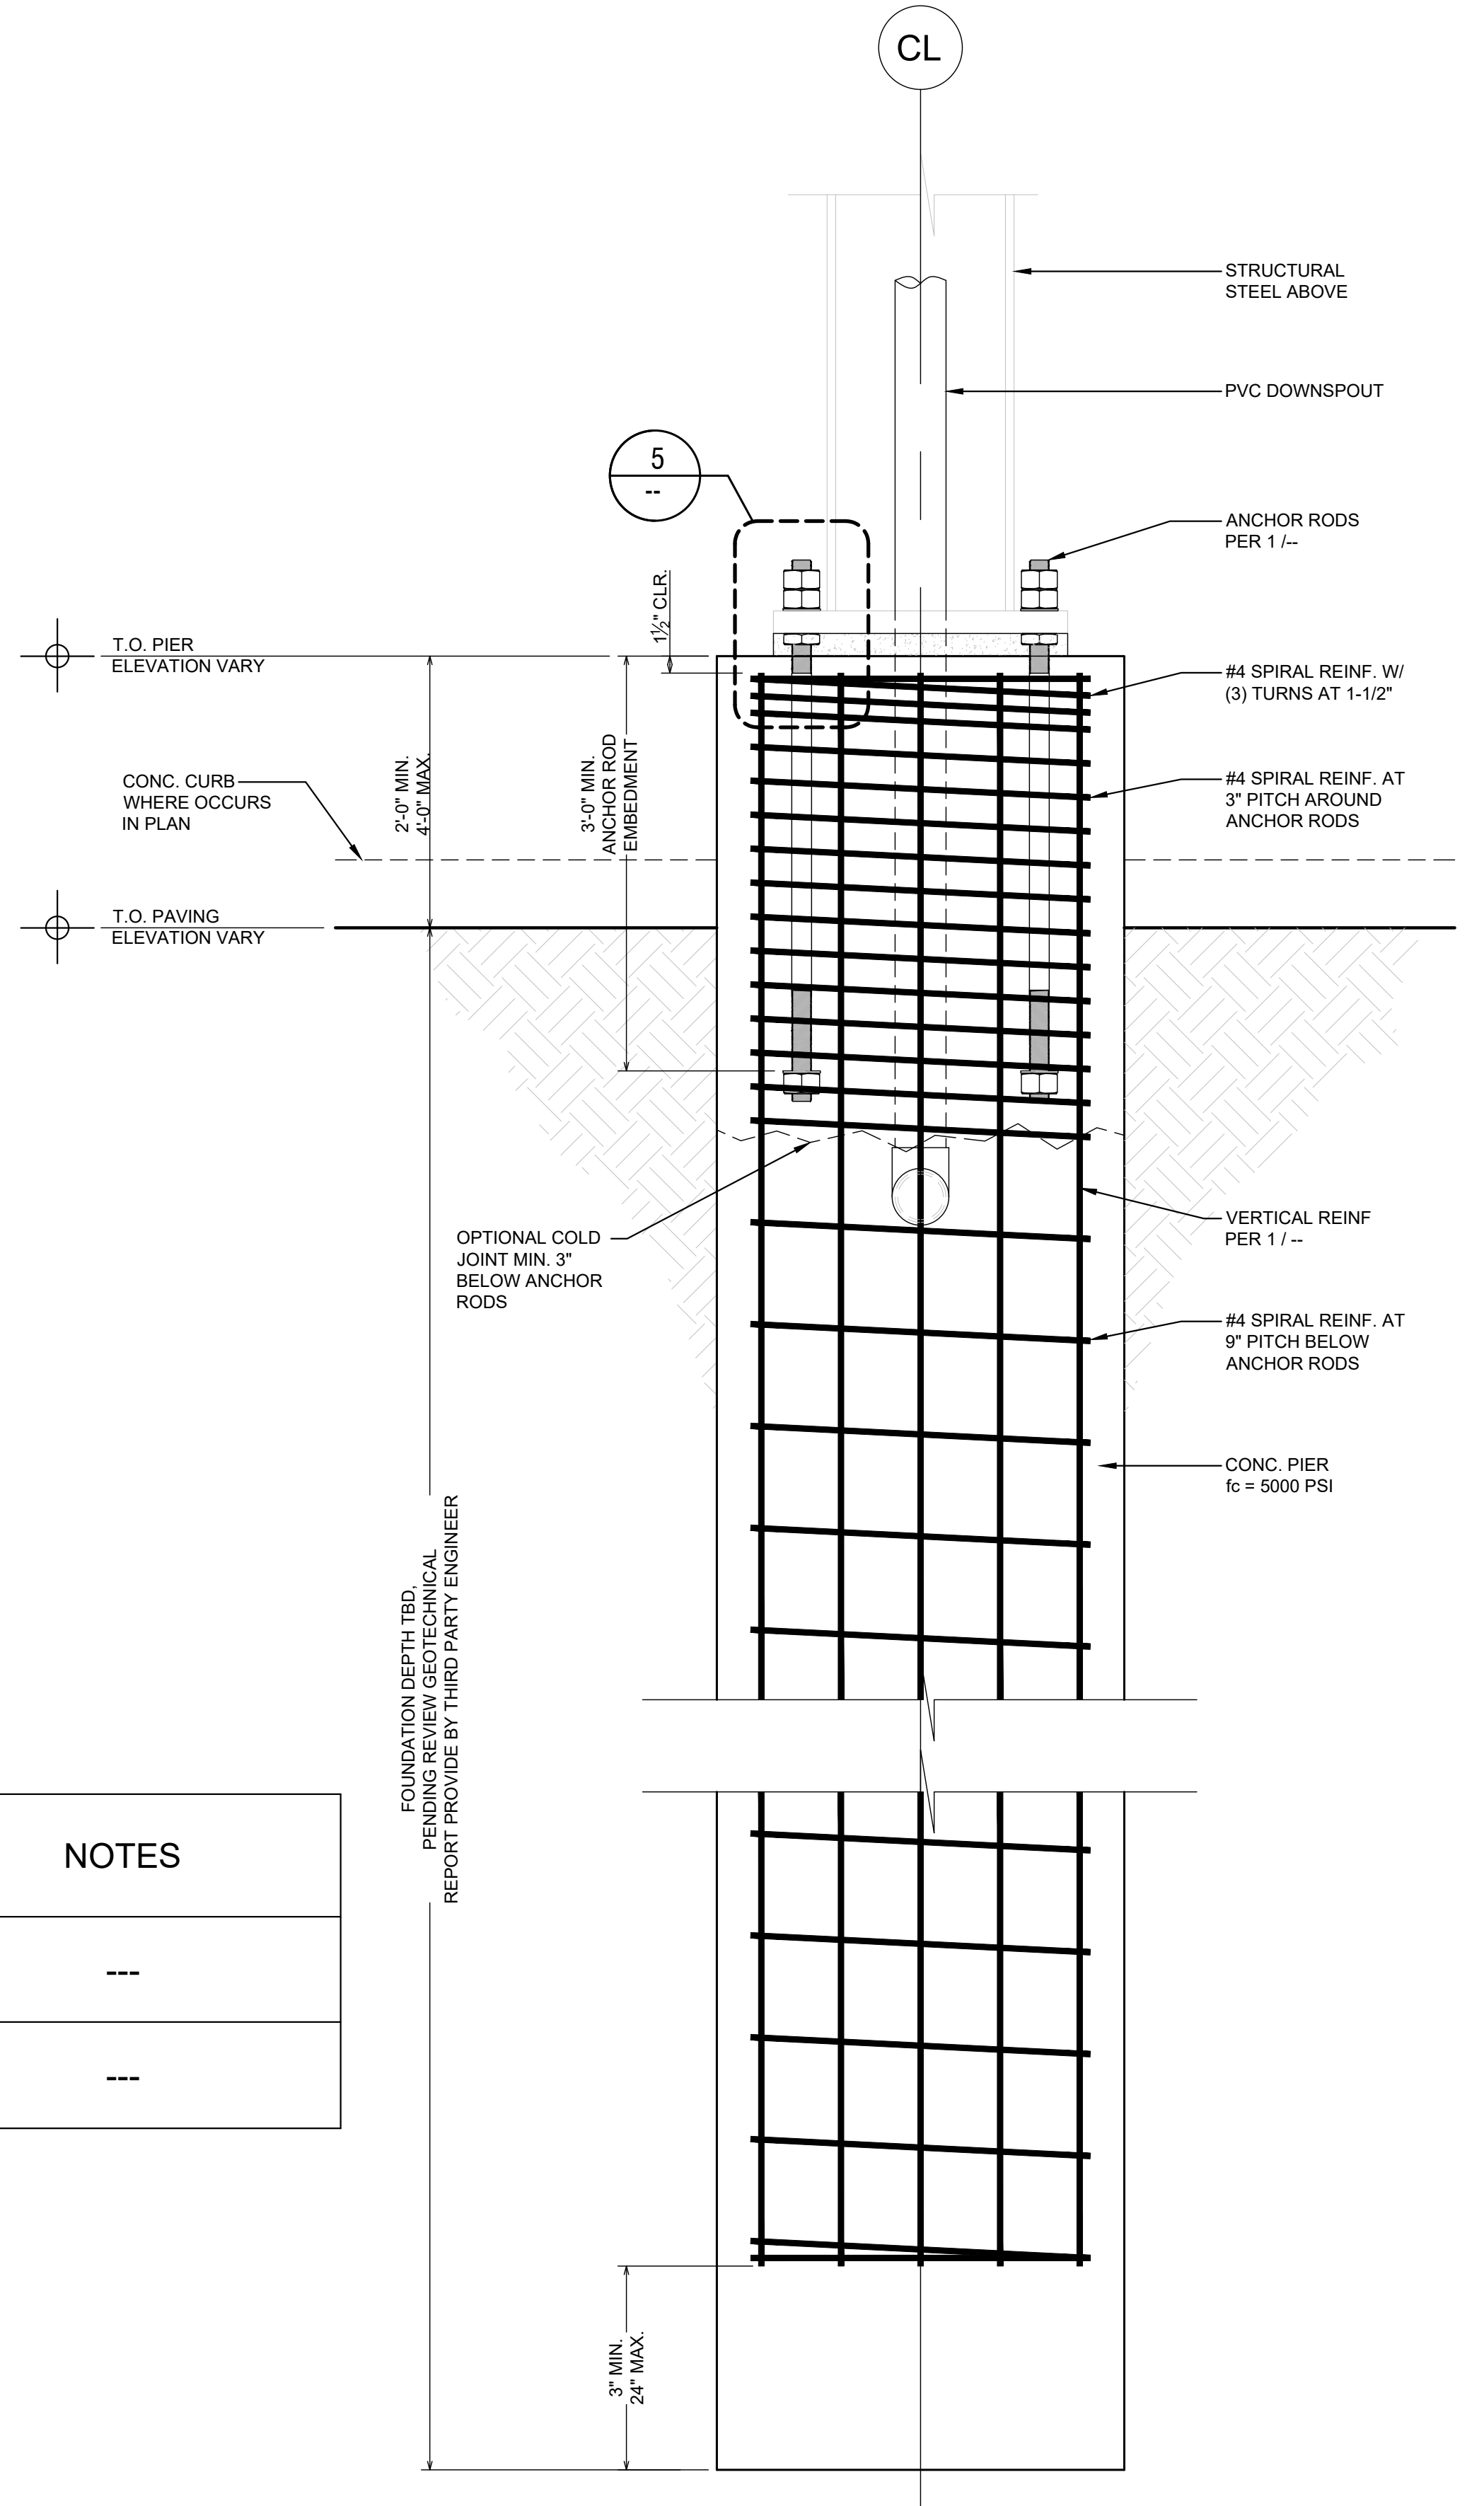 CL
STRUCTURAL
STEEL ABOVE
PVC DOWNSPOUT
5
--
ANCHOR RODS
PER 1 /--
1½" CLR.
T.O. PIER
ELEVATION VARY
#4 SPIRAL REINF. W/
(3) TURNS AT 1-1/2"
2'-0" MIN.
4'-0" MAX.
3'-0" MIN.
ANCHOR ROD
EMBEDMENT
CONC. CURB
WHERE OCCURS
IN PLAN
#4 SPIRAL REINF. AT
3" PITCH AROUND
ANCHOR RODS
T.O. PAVING
ELEVATION VARY
OPTIONAL COLD
JOINT MIN. 3"
BELOW ANCHOR
RODS
VERTICAL REINF
PER 1 / --
#4 SPIRAL REINF. AT
9" PITCH BELOW
ANCHOR RODS
CONC. PIER
fc = 5000 PSI
FOUNDATION DEPTH TBD,
PENDING REVIEW GEOTECHNICAL
REPORT PROVIDE BY THIRD PARTY ENGINEER
NOTES
---
---
3" MIN.
24" MAX.